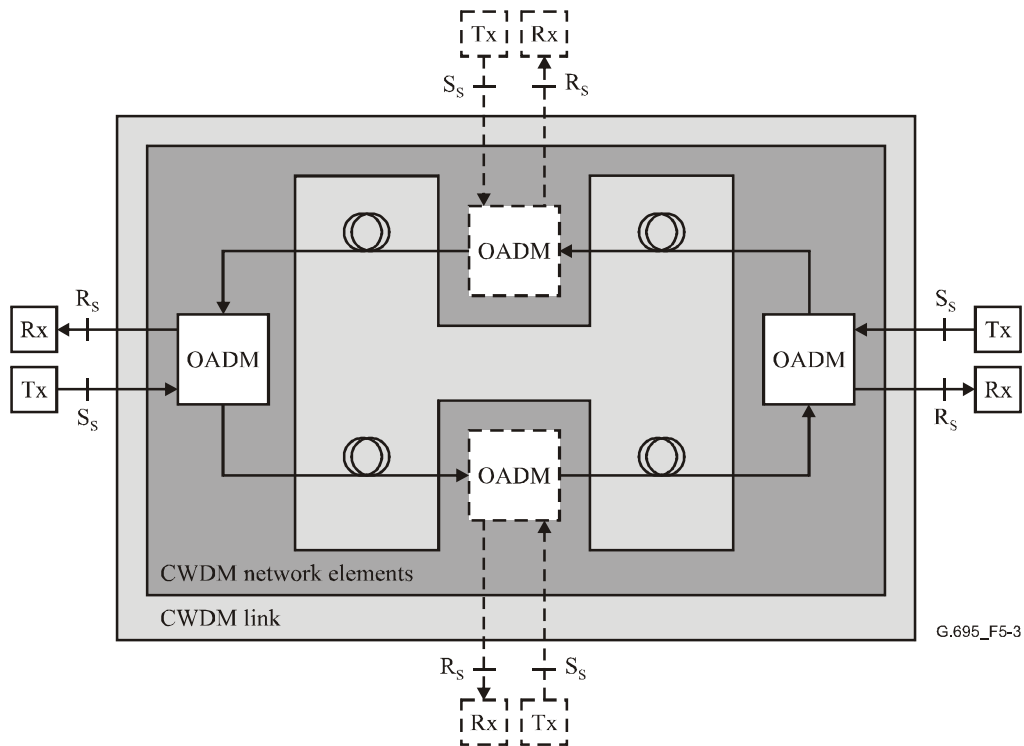 Tx Rx
S_S R_S
OADM
R_S S_S
Rx Tx
OADM OADM
Tx Rx
S_S R_S
OADM
CWDM network elements
CWDM link
G.695_F5-3
R_S S_S
Rx Tx